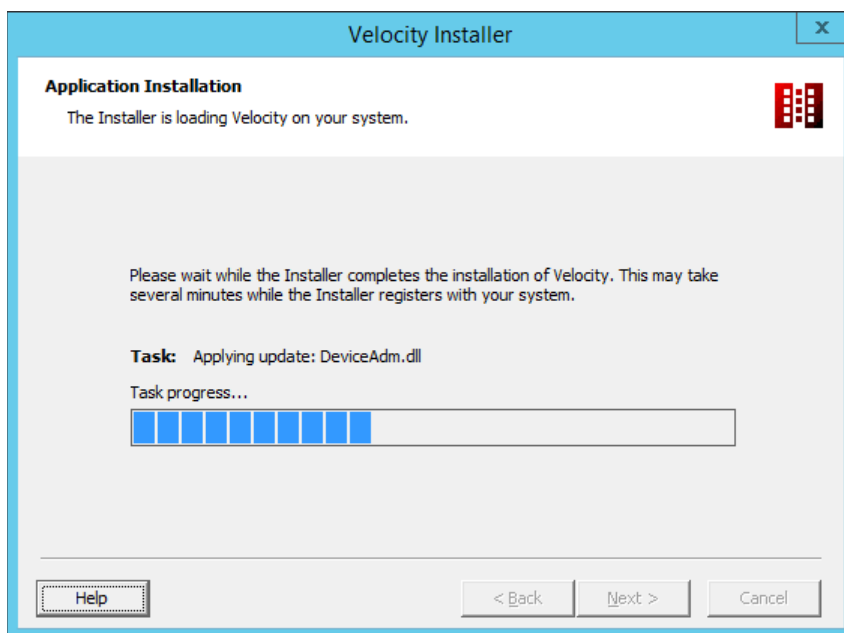 Velocity Installer
x
Application Installation
The Installer is loading Velocity on your system.
Please wait while the Installer completes the installation of Velocity. This may take
several minutes while the Installer registers with your system.
Task: Applying update: DeviceAdm.dll
Task progress...
Help
< Back
Next >
Cancel